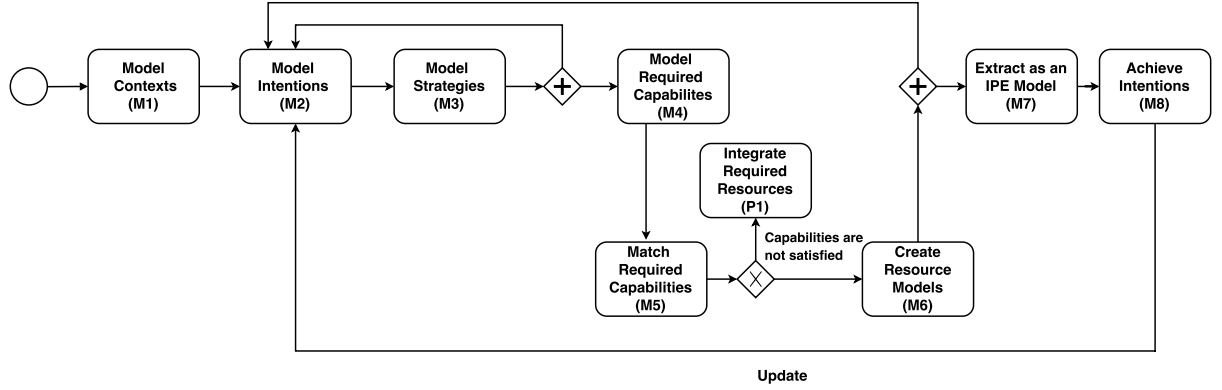 Model
Contexts
(M1)
Model
Intentions
(M2)
Model
Strategies
(M3)
Model
Required
Capabilites
(M4)
Extract as an
IPE Model
(M7)
Achieve
Intentions
(M8)
Integrate
Required
Resources
(P1)
Capabilities are
not satisfied
Match
Required
Capabilities
(M5)
Create
Resource
Models
(M6)
Update